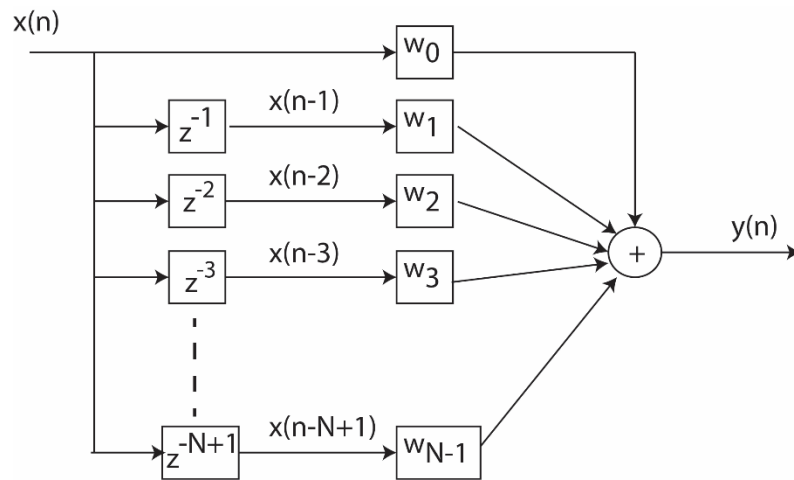 x(n)
w0
z-1 x(n-1) w1
z-2 x(n-2) w2
z-3 x(n-3) w3
+ y(n)
z-N+1 x(n-N+1) wN-1